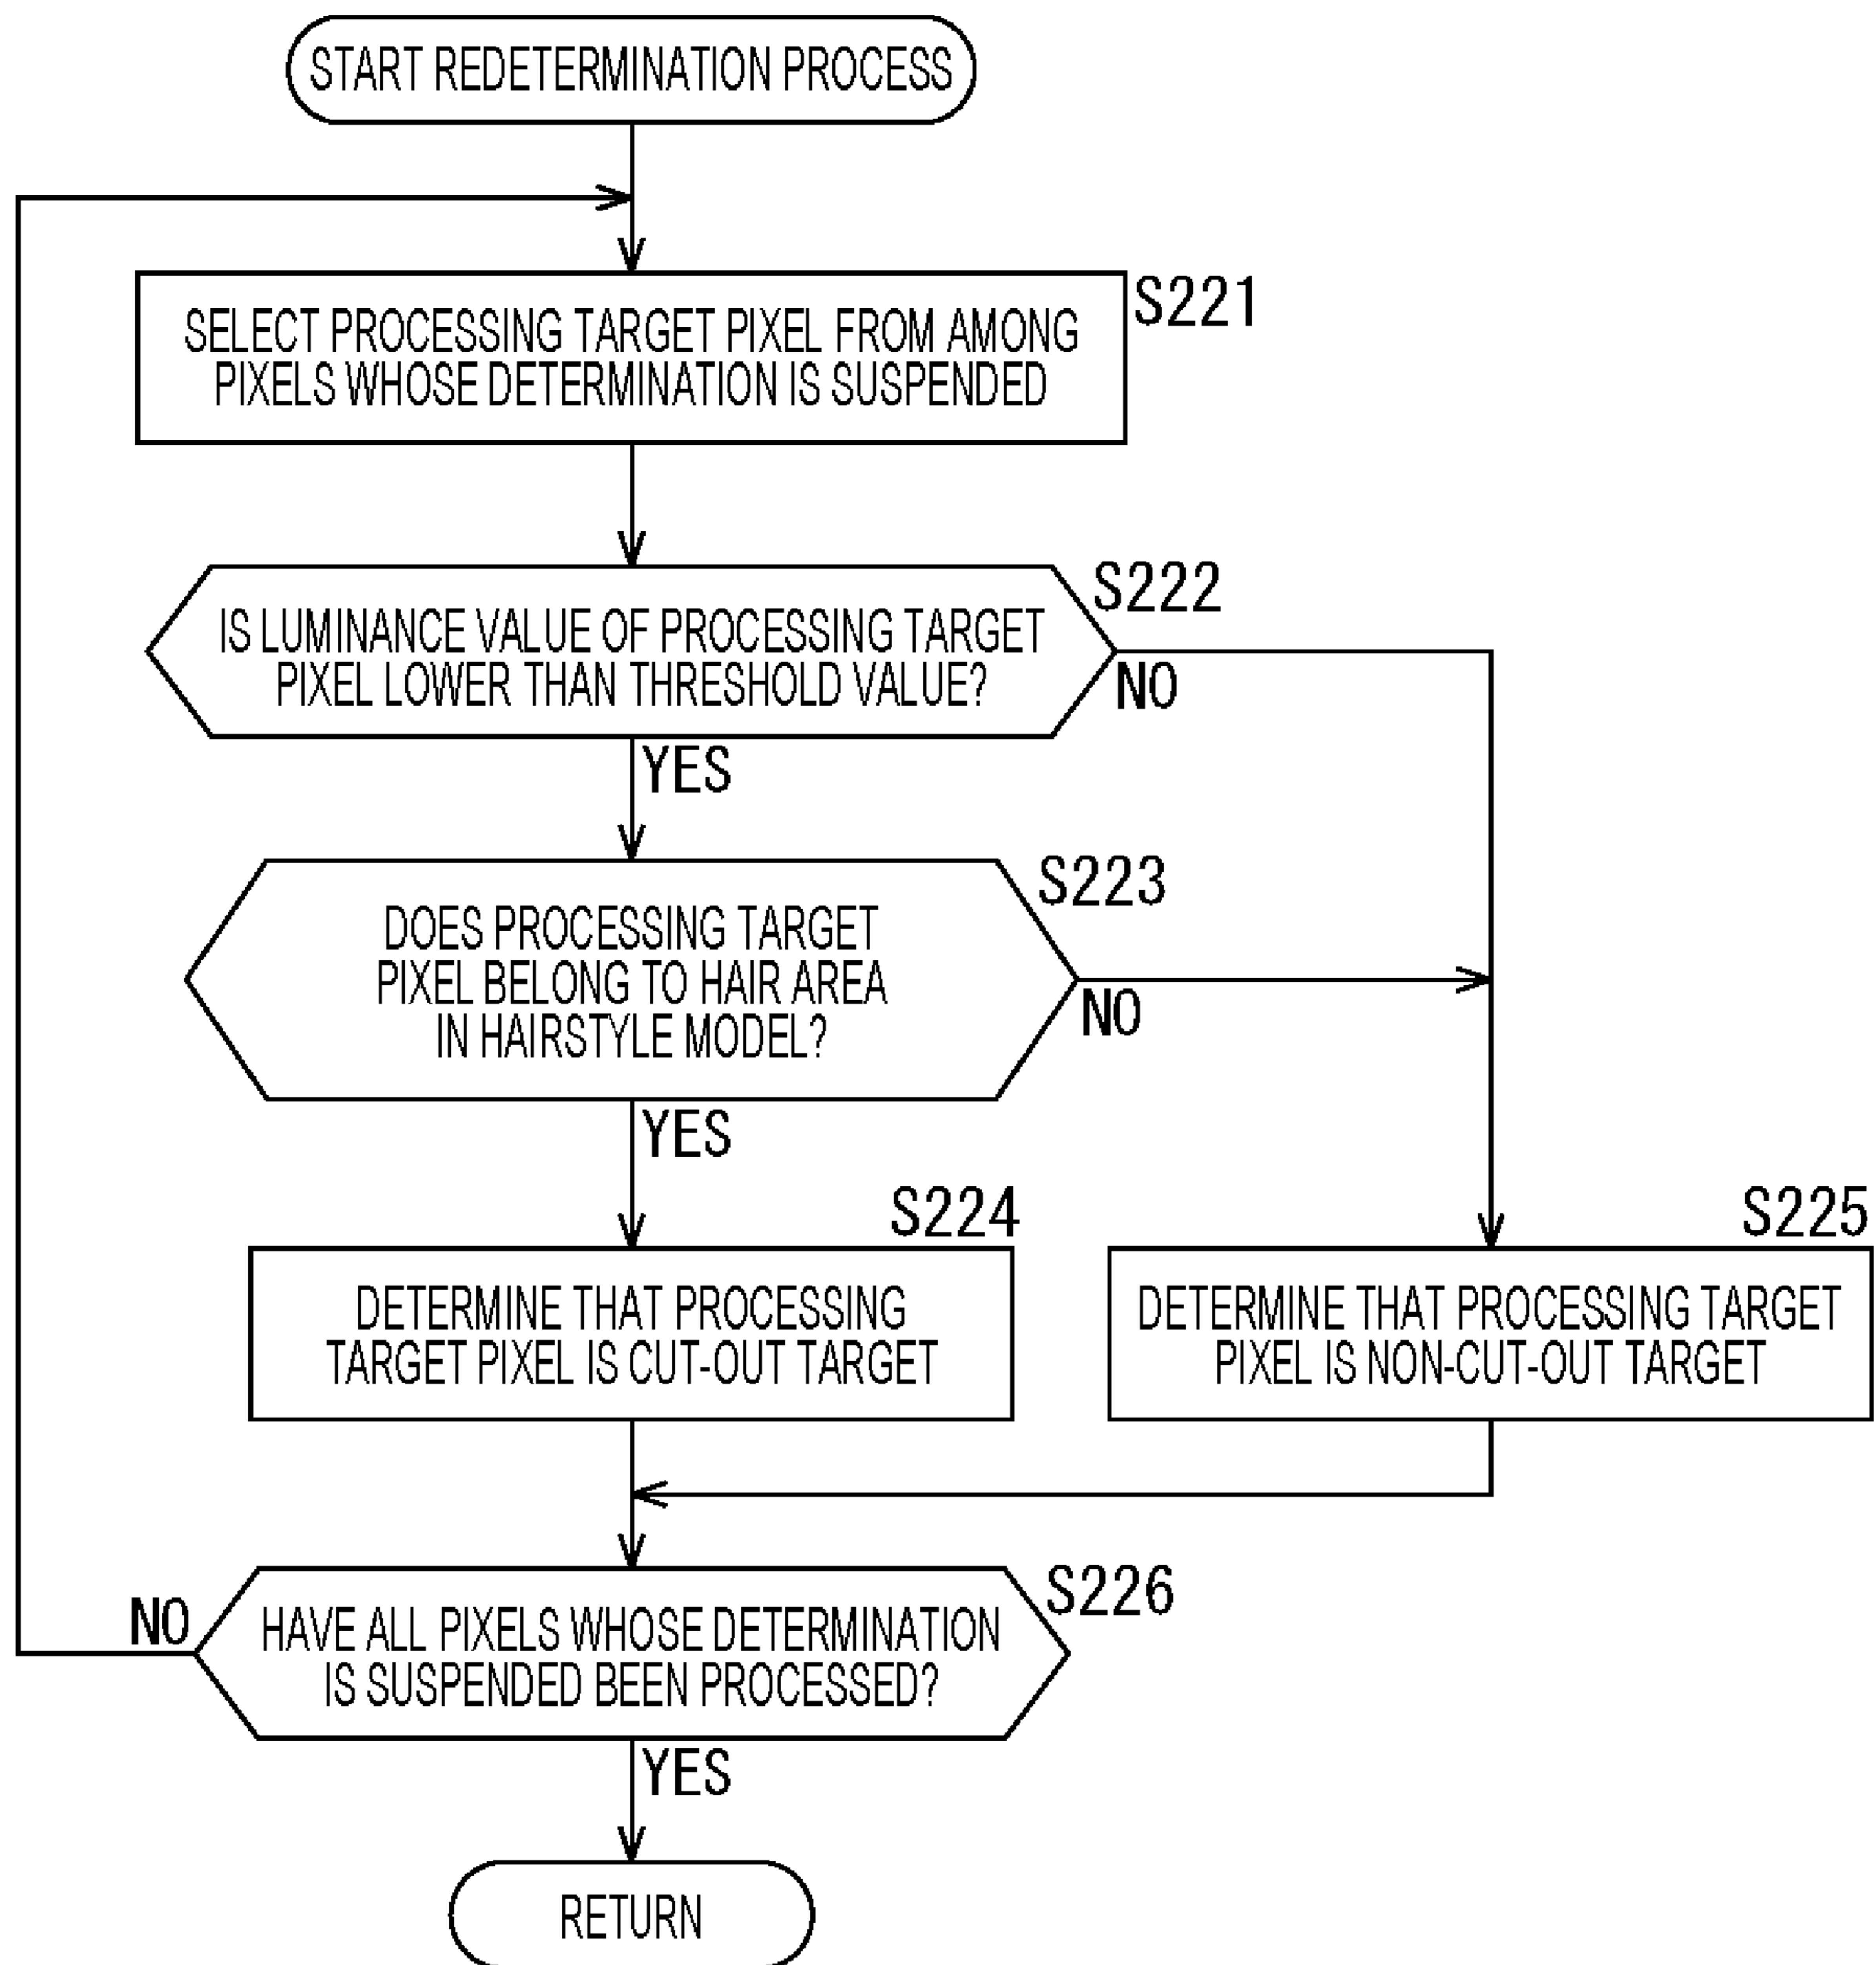 START REDETERMINATION PROCESS
S221
SELECT PROCESSING TARGET PIXEL FROM AMONG
PIXELS WHOSE DETERMINATION IS SUSPENDED
S222
IS LUMINANCE VALUE OF PROCESSING TARGET
PIXEL LOWER THAN THRESHOLD VALUE?
NO
YES
S223
DOES PROCESSING TARGET
PIXEL BELONG TO HAIR AREA
IN HAIRSTYLE MODEL?
NO
YES
S224
DETERMINE THAT PROCESSING
TARGET PIXEL IS CUT-OUT TARGET
S225
DETERMINE THAT PROCESSING TARGET
PIXEL IS NON-CUT-OUT TARGET
S226
NO
HAVE ALL PIXELS WHOSE DETERMINATION
IS SUSPENDED BEEN PROCESSED?
YES
RETURN